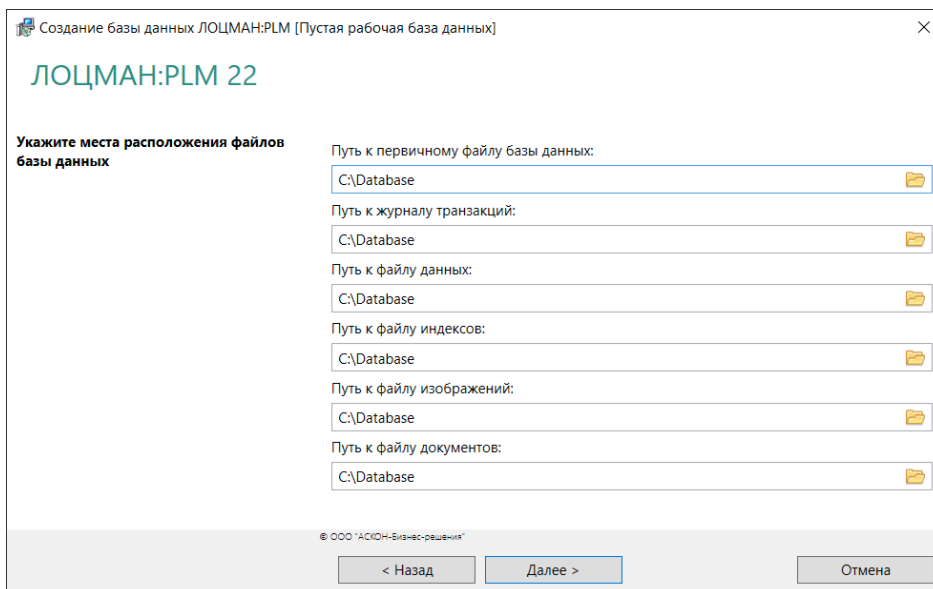 Создание базы данных ЛОЦМАН:PLM [Пустая рабочая база данных]
ЛОЦМАН:PLM 22
Укажите места расположения файлов
базы данных
Путь к первичному файлу базы данных:
C:\Database
Путь к журналу транзакций:
C:\Database
Путь к файлу данных:
C:\Database
Путь к файлу индексов:
C:\Database
Путь к файлу изображений:
C:\Database
Путь к файлу документов:
C:\Database
© ООО "АСКОН-Бизнес-решения"
< Назад
Далее >
Отмена